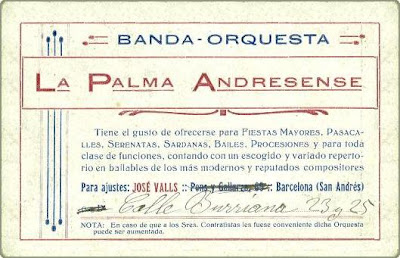 BANDA-ORQUESTA
LA PALMA ANDRESENSE
Tiene el gusto de ofrecerse para FIESTAS MAYORES, PASACA-
LLES, SERENATAS, SARDANAS, BAILES, PROCESIONES y para toda
clase de funciones, contando con un escogido y variado reperto-
rio en bailables de los más modernos y reputados compositores
Para ajustes: JOSÉ VALLS :: Barcelona (San Andrés)
Calle Burriana 23 y 25
NOTA: En caso de que a los Sres. Contratistas les fuese conveniente dicha Orquesta
puede ser aumentada.